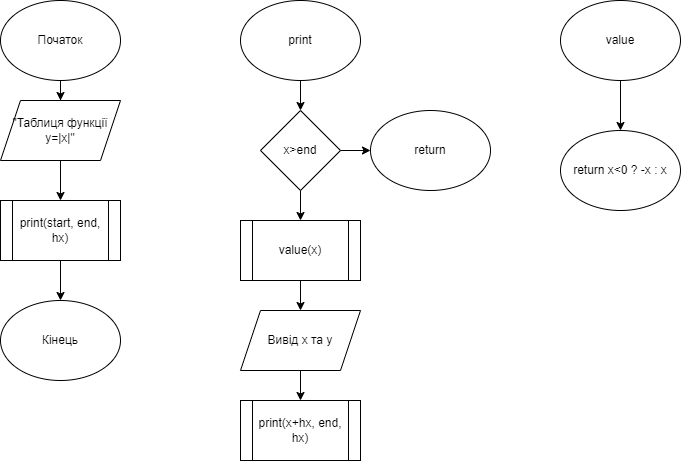 Початок
"Таблиця функції
y=|x|"
print(start, end,
hx)
Кінець
print
x>end
return
value(x)
Вивід x та y
print(x+hx, end,
hx)
value
return x<0 ? -x : x